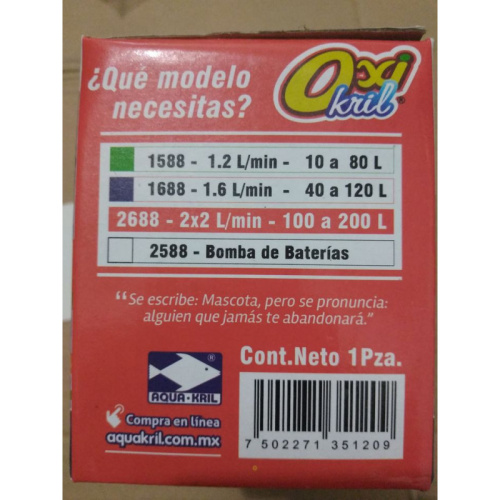 ¿Qué modelo
necesitas?
Oxi
kril®
1588 - 1.2 L/min - 10 a 80 L
1688 - 1.6 L/min - 40 a 120 L
2688 - 2x2 L/min - 100 a 200 L
2588 - Bomba de Baterías
“Se escribe: Mascota, pero se pronuncia:
alguien que jamás te abandonará.”
®
AQUA-KRIL
Compra en línea
aquakril.com.mx
Cont.Neto 1Pza.
7 502271 351209